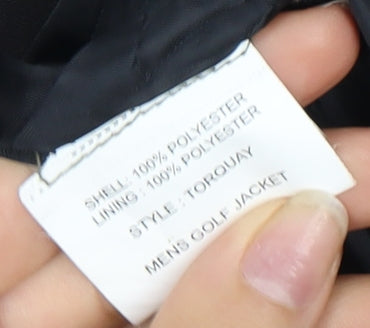 SHELL: 100% POLYESTER
LINING : 100% POLYESTER
STYLE : TORQUAY
MENS GOLF JACKET